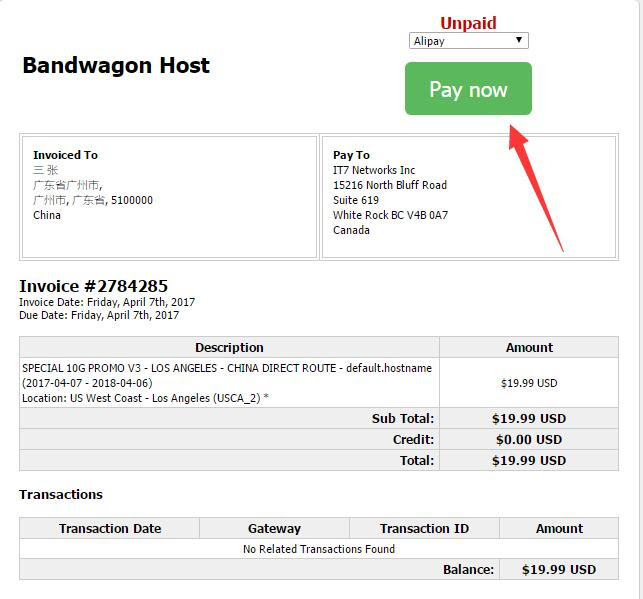 Unpaid
Alipay
Bandwagon Host
Pay now
Invoiced To
三 张
广东省广州市,
广州市, 广东省, 5100000
China
Pay To
IT7 Networks Inc
15216 North Bluff Road
Suite 619
White Rock BC V4B 0A7
Canada
Invoice #2784285
Invoice Date: Friday, April 7th, 2017
Due Date: Friday, April 7th, 2017
Description Amount
SPECIAL 10G PROMO V3 - LOS ANGELES - CHINA DIRECT ROUTE - default.hostname
(2017-04-07 - 2018-04-06)
Location: US West Coast - Los Angeles (USCA_2) *
$19.99 USD
Sub Total: $19.99 USD
Credit: $0.00 USD
Total: $19.99 USD
Transactions
Transaction Date Gateway Transaction ID Amount
No Related Transactions Found
Balance: $19.99 USD